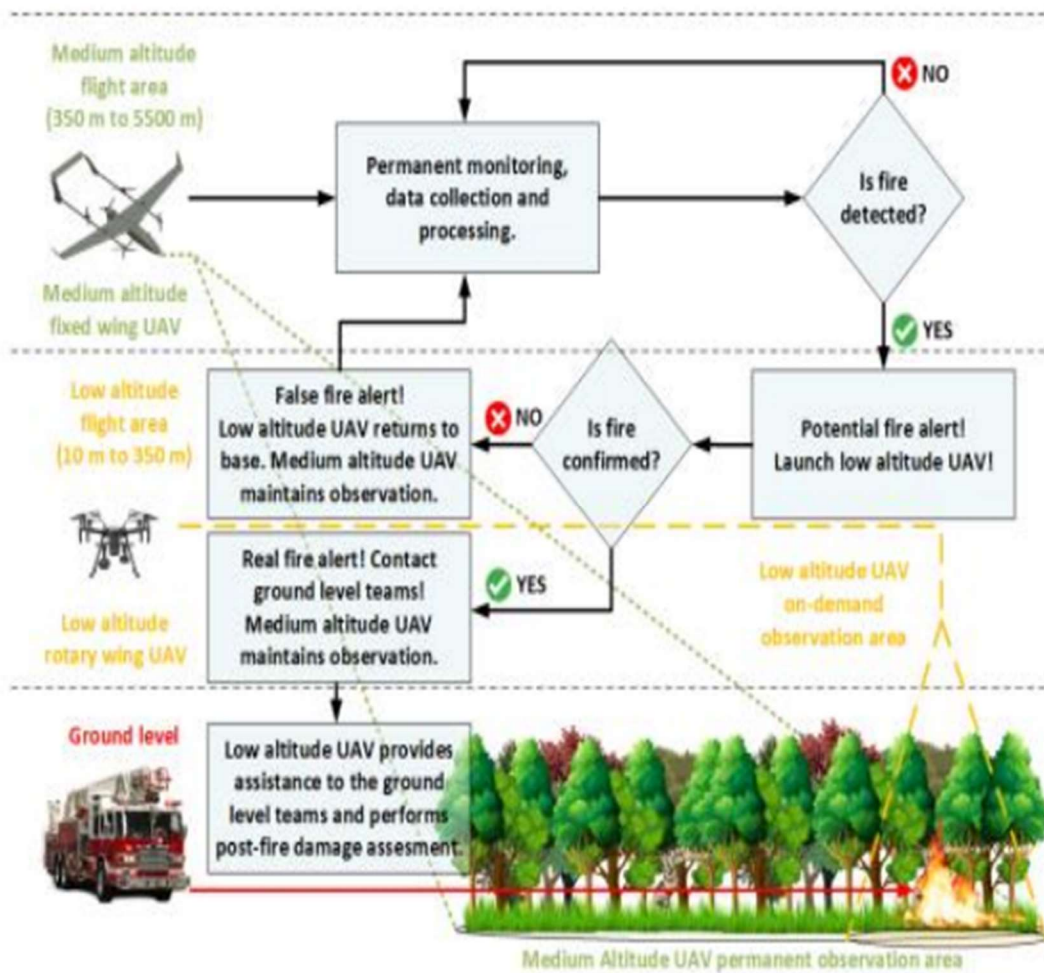 Medium altitude
flight area
(350 m to 5500 m)
Medium altitude
fixed wing UAV
Permanent monitoring,
data collection and
processing.
Is fire
detected?
NO
YES
Low altitude
flight area
(10 m to 350 m)
Low altitude
rotary wing UAV
Potential fire alert!
Launch low altitude UAV!
Is fire
confirmed?
NO
False fire alert!
Low altitude UAV returns to
base. Medium altitude UAV
maintains observation.
YES
Real fire alert! Contact
ground level teams!
Medium altitude UAV
maintains observation.
Low altitude UAV
on-demand
observation area
Ground level
Low altitude UAV provides
assistance to the ground
level teams and performs
post-fire damage assesment.
Medium Altitude UAV permanent observation area